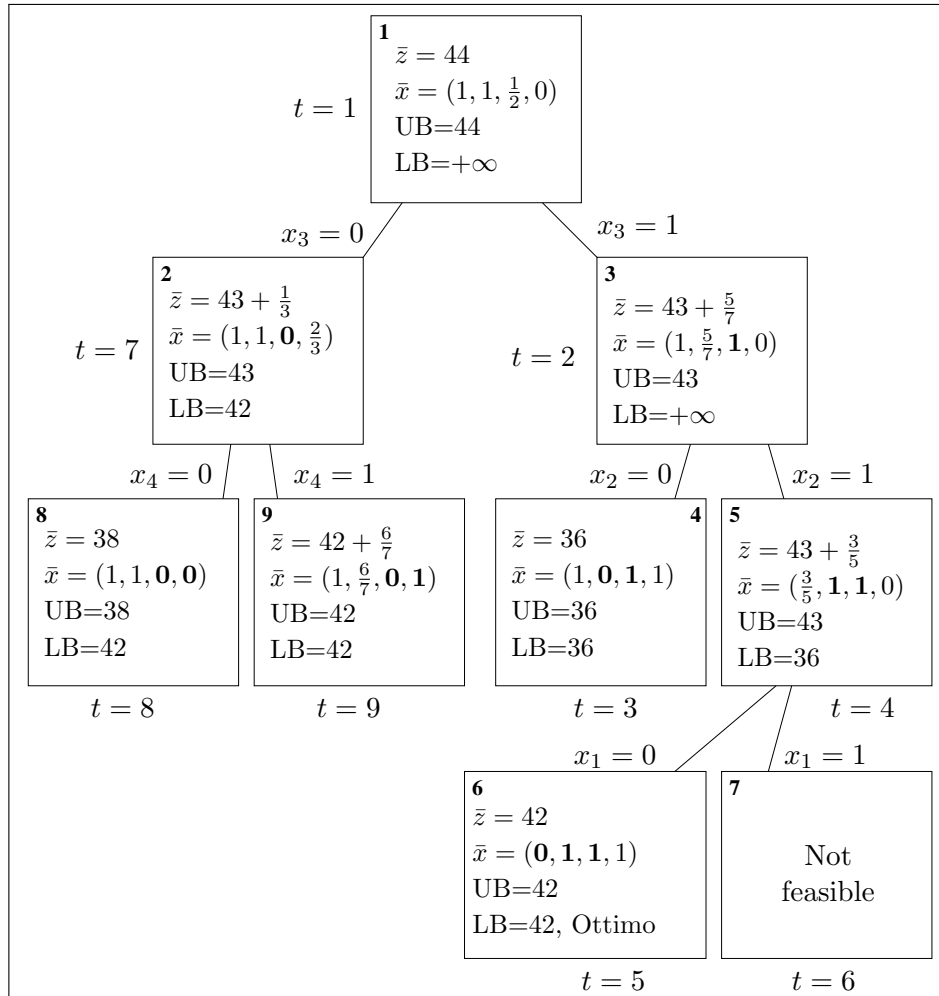 1
z̄ = 44
x̄ = (1, 1, 1/2, 0)
UB=44
LB=+∞
t = 1
x₃ = 0
x₃ = 1
2
z̄ = 43 + 1/3
x̄ = (1, 1, 0, 2/3)
UB=43
LB=42
t = 7
3
z̄ = 43 + 5/7
x̄ = (1, 5/7, 1, 0)
UB=43
LB=+∞
t = 2
x₄ = 0
x₄ = 1
x₂ = 0
x₂ = 1
8
z̄ = 38
x̄ = (1, 1, 0, 0)
UB=38
LB=42
t = 8
9
z̄ = 42 + 6/7
x̄ = (1, 6/7, 0, 1)
UB=42
LB=42
t = 9
4
z̄ = 36
x̄ = (1, 0, 1, 1)
UB=36
LB=36
t = 3
5
z̄ = 43 + 3/5
x̄ = (3/5, 1, 1, 0)
UB=43
LB=36
t = 4
x₁ = 0
x₁ = 1
6
z̄ = 42
x̄ = (0, 1, 1, 1)
UB=42
LB=42, Ottimo
t = 5
7
Not
feasible
t = 6